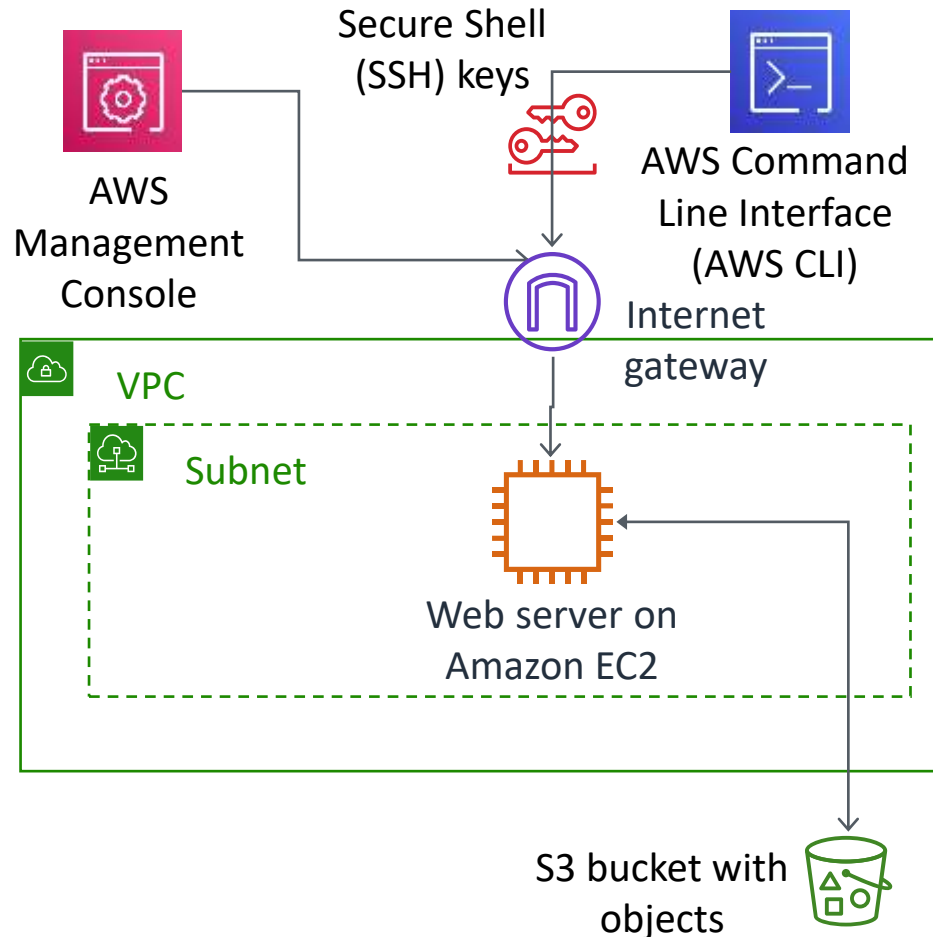 Secure Shell
(SSH) keys
AWS
Management
Console
AWS Command
Line Interface
(AWS CLI)
Internet
gateway
VPC
Subnet
Web server on
Amazon EC2
S3 bucket with
objects